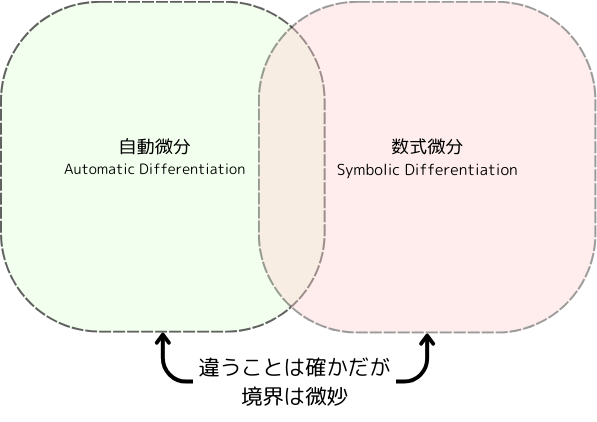 自動微分
Automatic Differentiation
数式微分
Symbolic Differentiation
違うことは確かだが
境界は微妙